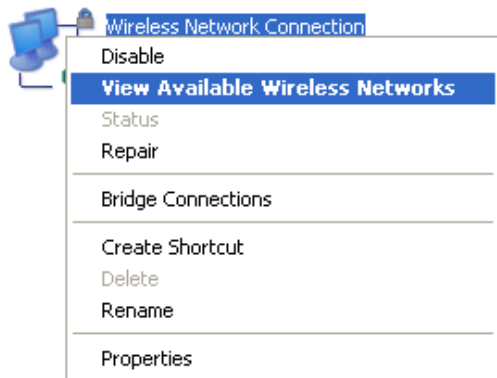 Wireless Network Connection
Disable
View Available Wireless Networks
Status
Repair
Bridge Connections
Create Shortcut
Delete
Rename
Properties